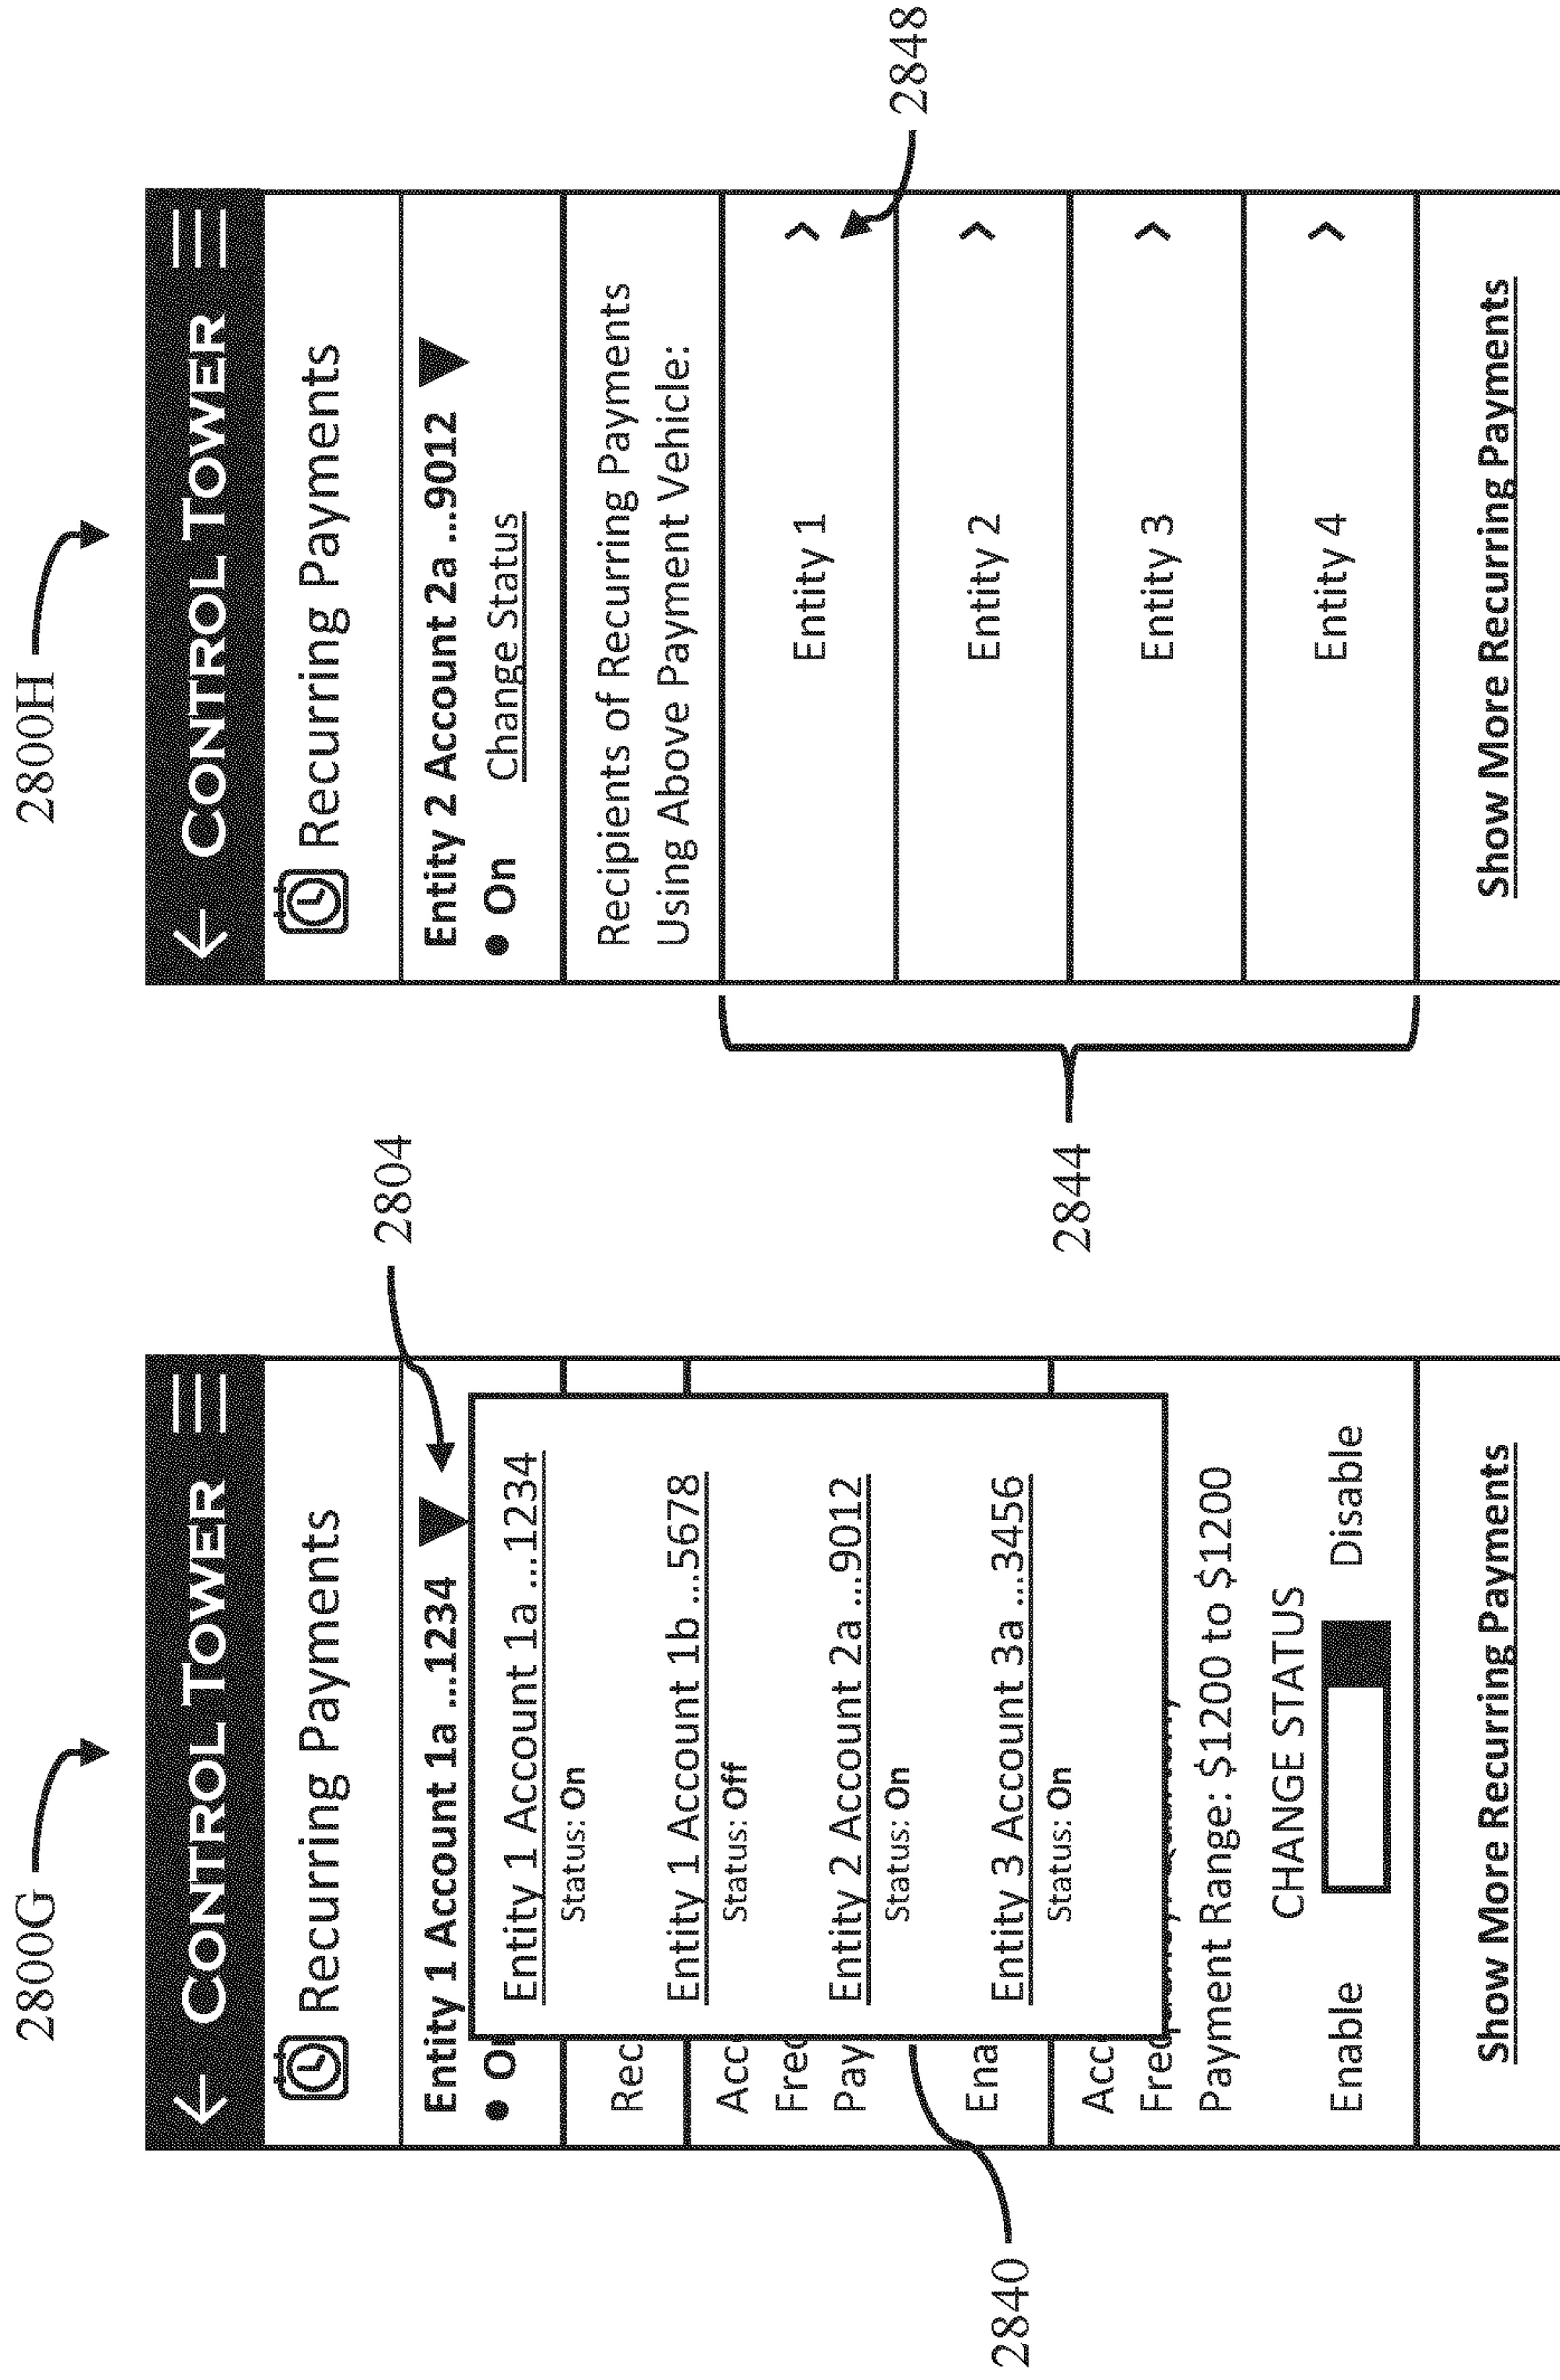 2800G
← CONTROL TOWER
Recurring Payments
Entity 1 Account 1a ...1234 ▼
2804
Entity 1 Account 1a ...1234
Status: On
Entity 1 Account 1b ...5678
Status: Off
Entity 2 Account 2a ...9012
Status: On
Entity 3 Account 3a ...3456
Status: On
Rec
Acc
Fre
Pay
Ena
Acc
Payment Range: $1200 to $1200
CHANGE STATUS
Enable Disable
Show More Recurring Payments
2840
2800H
← CONTROL TOWER
Recurring Payments
Entity 2 Account 2a ...9012 ▼
● On Change Status
Recipients of Recurring Payments
Using Above Payment Vehicle:
Entity 1 >
Entity 2 >
Entity 3 >
Entity 4 >
Show More Recurring Payments
2844
2848